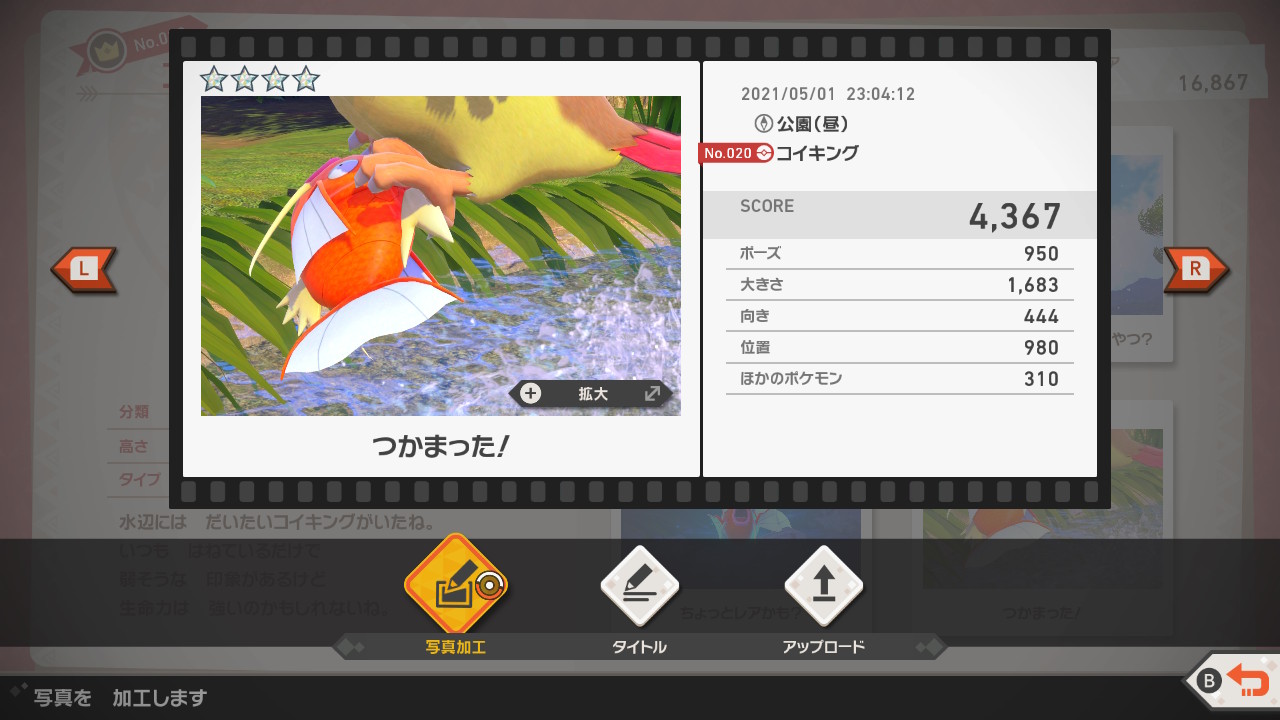 No.0
16,867
2021/05/01 23:04:12
公園(昼)
No.020 コイキング
SCORE 4,367
ポーズ 950
大きさ 1,683
向き 444
位置 980
ほかのポケモン 310
L
R
拡大
つかまった!
やつ?
分類
高さ
タイプ
水辺には だいたいコイキングがいたね。
いつも はねているだけで
弱そうな 印象があるけど
生命力は 強いのかもしれないね。
ちょっとレアかも?
つかまった!
写真加工
タイトル
アップロード
B
写真を 加工します